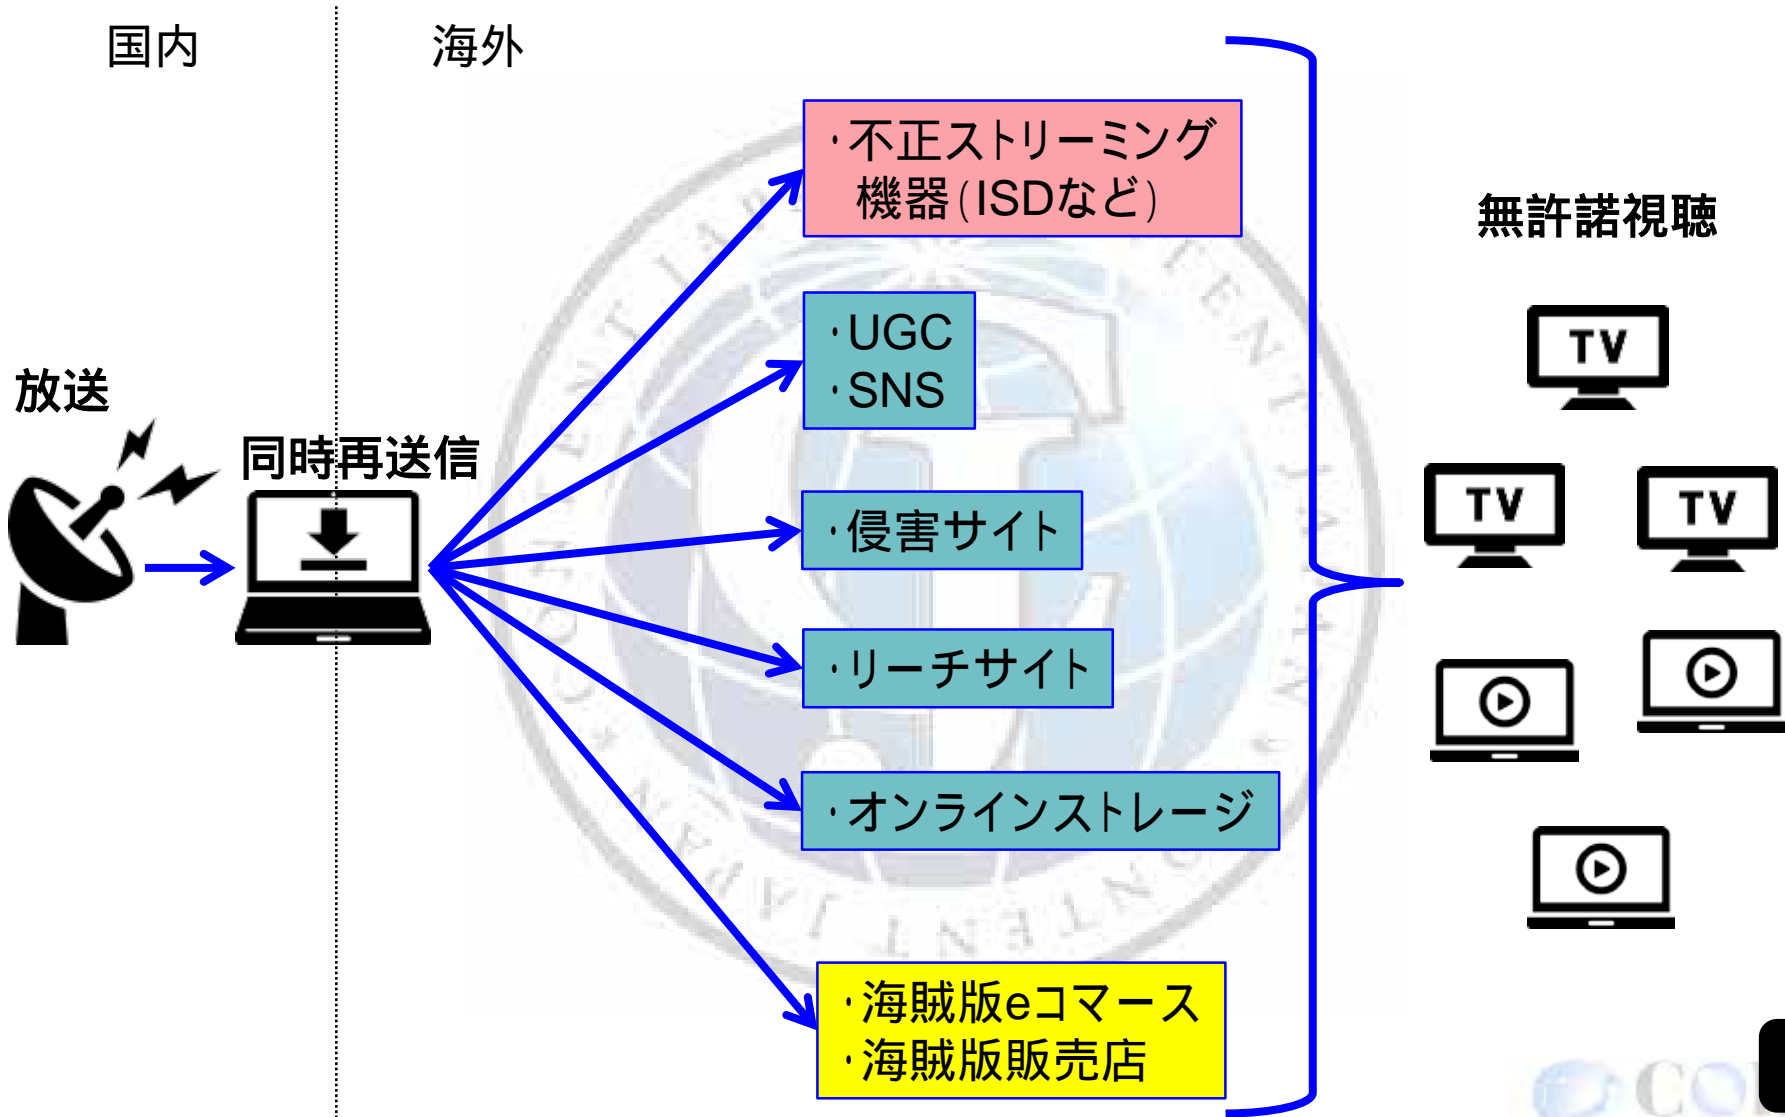 国内
海外
・不正ストリーミング
機器(ISDなど)
無許諾視聴
・UGC
・SNS
TV
放送
同時再送信
TV
TV
・侵害サイト
・リーチサイト
・オンラインストレージ
・海賊版eコマース
・海賊版販売店